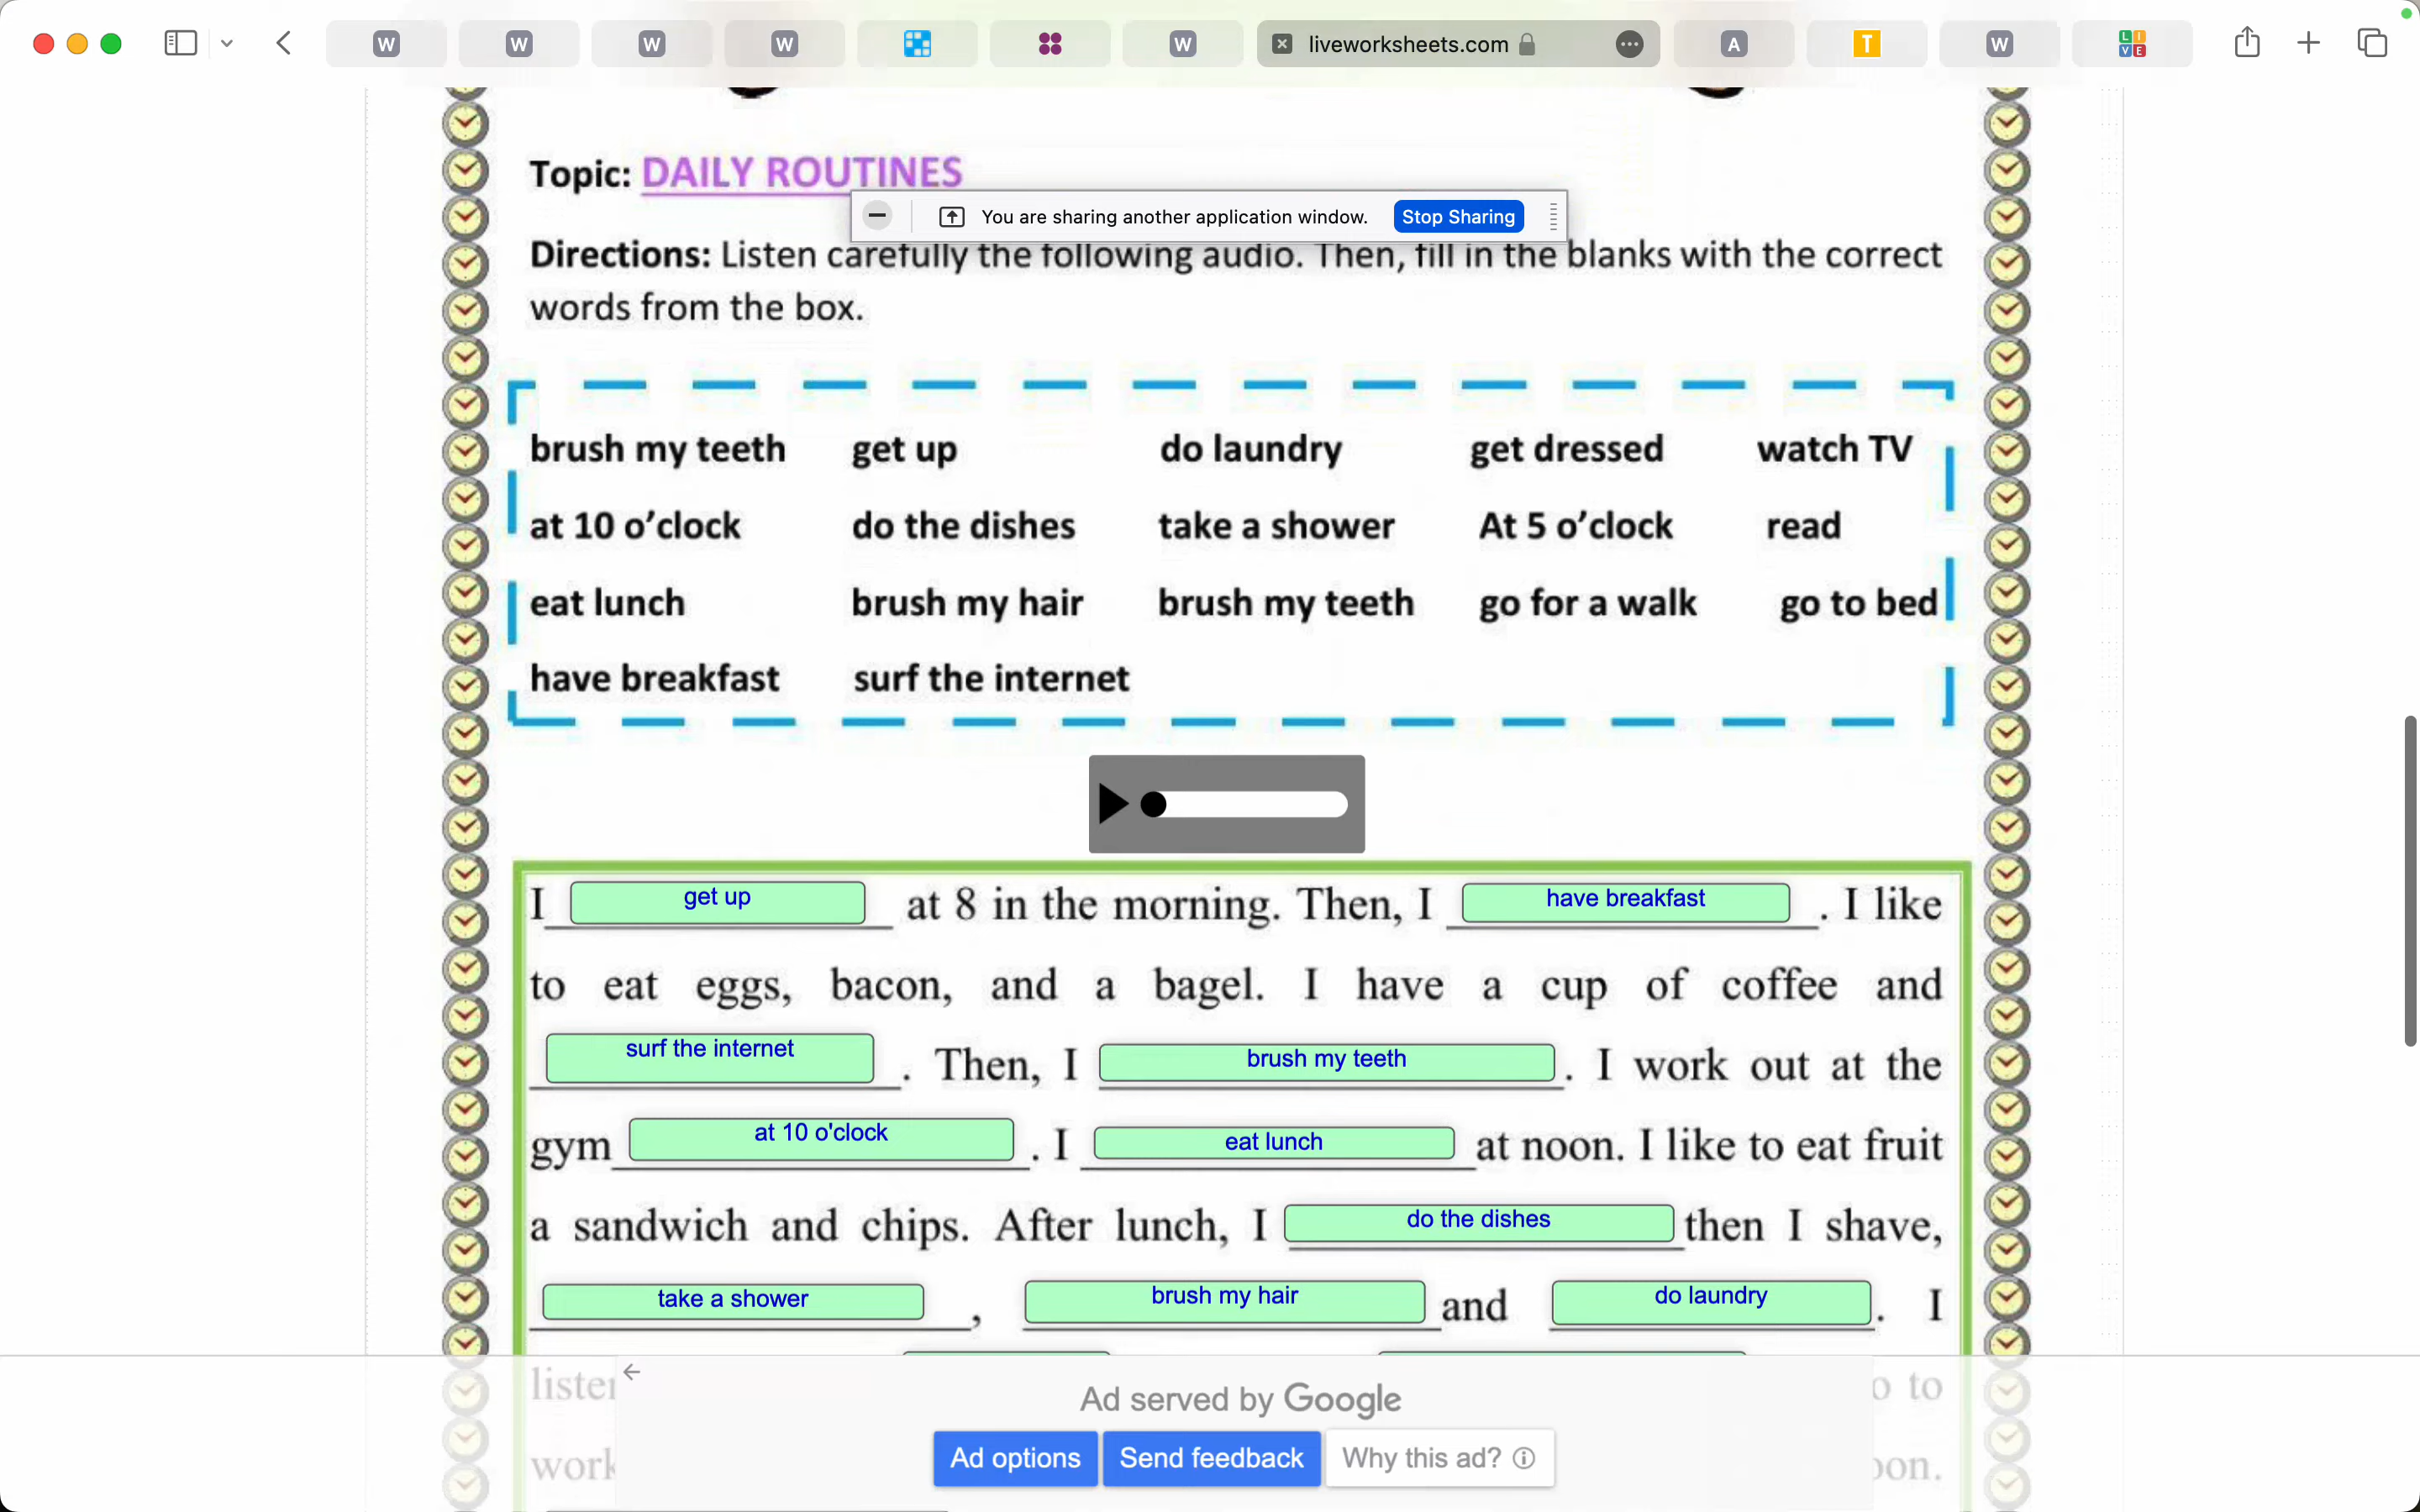 W W W W W liveworksheets.com A T W L I V E
Topic: DAILY ROUTINES
You are sharing another application window. Stop Sharing
Directions: Listen carefully the following audio. Then, fill in the blanks with the correct
words from the box.
brush my teeth get up do laundry get dressed watch TV
at 10 o’clock do the dishes take a shower At 5 o’clock read
eat lunch brush my hair brush my teeth go for a walk go to bed
have breakfast surf the internet
I get up at 8 in the morning. Then, I have breakfast . I like
to eat eggs, bacon, and a bagel. I have a cup of coffee and
surf the internet . Then, I brush my teeth . I work out at the
gym at 10 o'clock . I eat lunch at noon. I like to eat fruit
a sandwich and chips. After lunch, I do the dishes then I shave,
take a shower , brush my hair and do laundry . I
o to
Ad served by Google
Ad options Send feedback Why this ad?